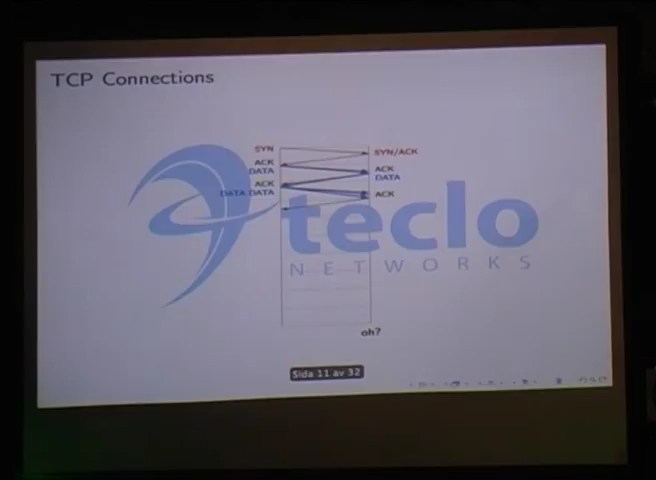 TCP Connections
SYN
SYN/ACK
ACK
DATA
ACK
DATA
ACK
DATA DATA
ACK
teclo
NETWORKS
oh?
Sida 11 av 32